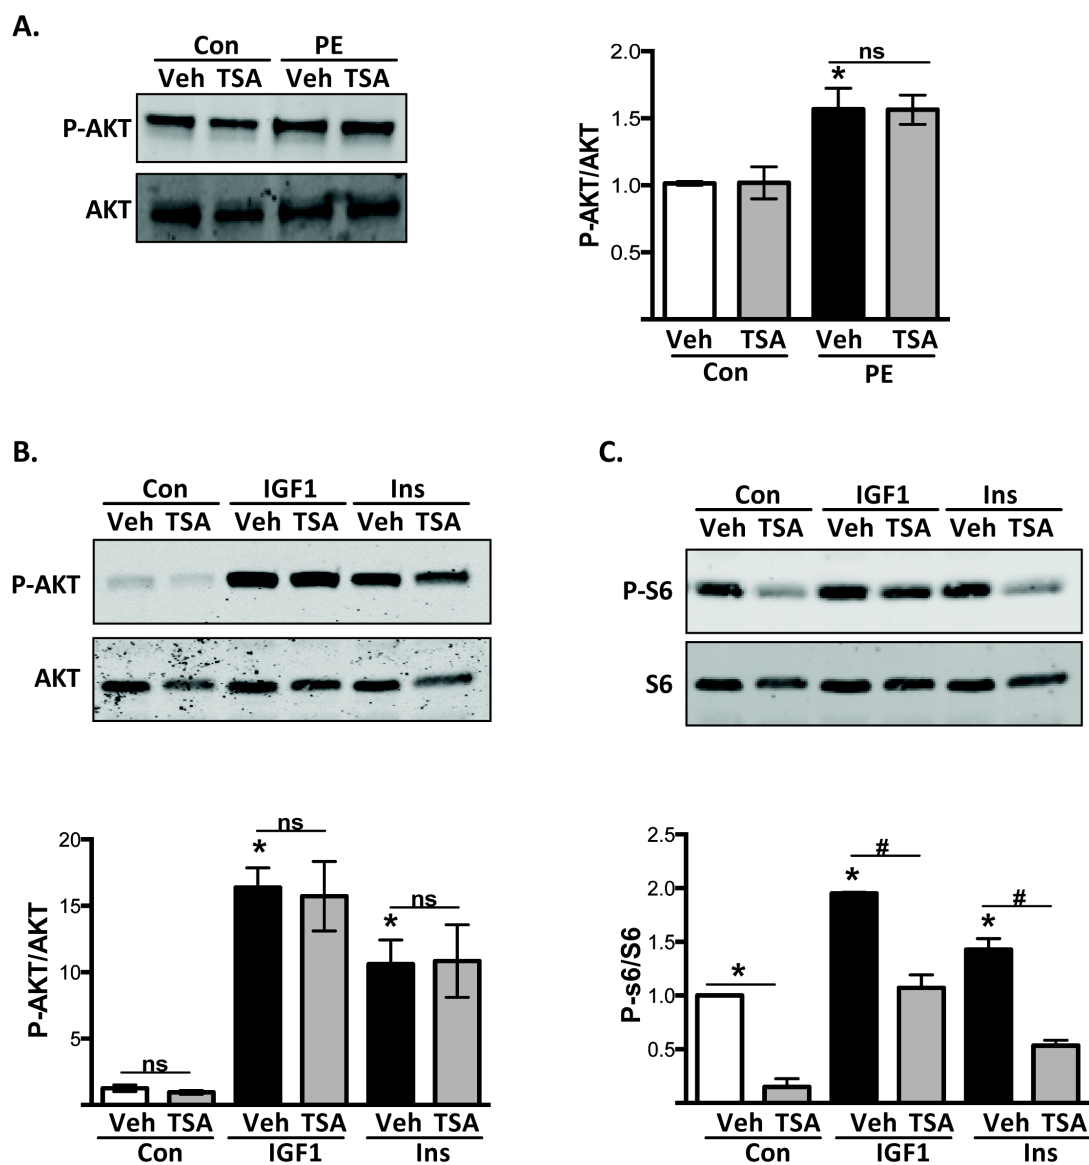 A.
Con PE
Veh TSA Veh TSA
P-AKT
AKT
2.0
1.5
1.0
0.5
P-AKT/AKT
*
ns
Veh TSA Veh TSA
Con PE
B.
Con IGF1 Ins
Veh TSA Veh TSA Veh TSA
P-AKT
AKT
20
15
10
5
P-AKT/AKT
ns
* ns
* ns
Veh TSA Veh TSA Veh TSA
Con IGF1 Ins
C.
Con IGF1 Ins
Veh TSA Veh TSA Veh TSA
P-S6
S6
2.5
2.0
1.5
1.0
0.5
P-s6/S6
*
* #
* #
Veh TSA Veh TSA Veh TSA
Con IGF1 Ins